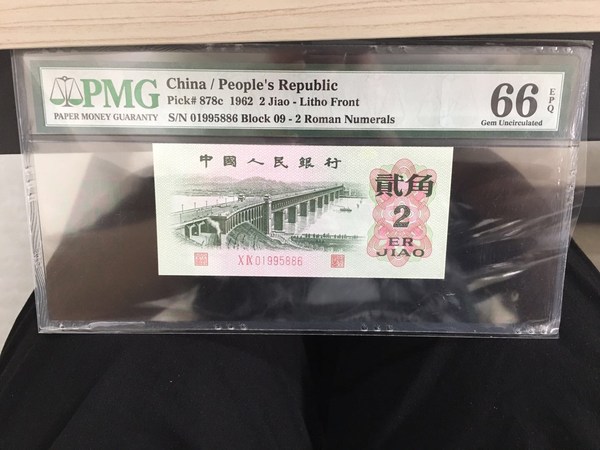 PMG
PAPER MONEY GUARANTY
China / People's Republic
Pick# 878c 1962 2 Jiao - Litho Front
S/N 01995886 Block 09 - 2 Roman Numerals
66 EPQ
Gem Uncirculated
中國人民銀行
貳角
2
ER
JIAO
X IX 01995886